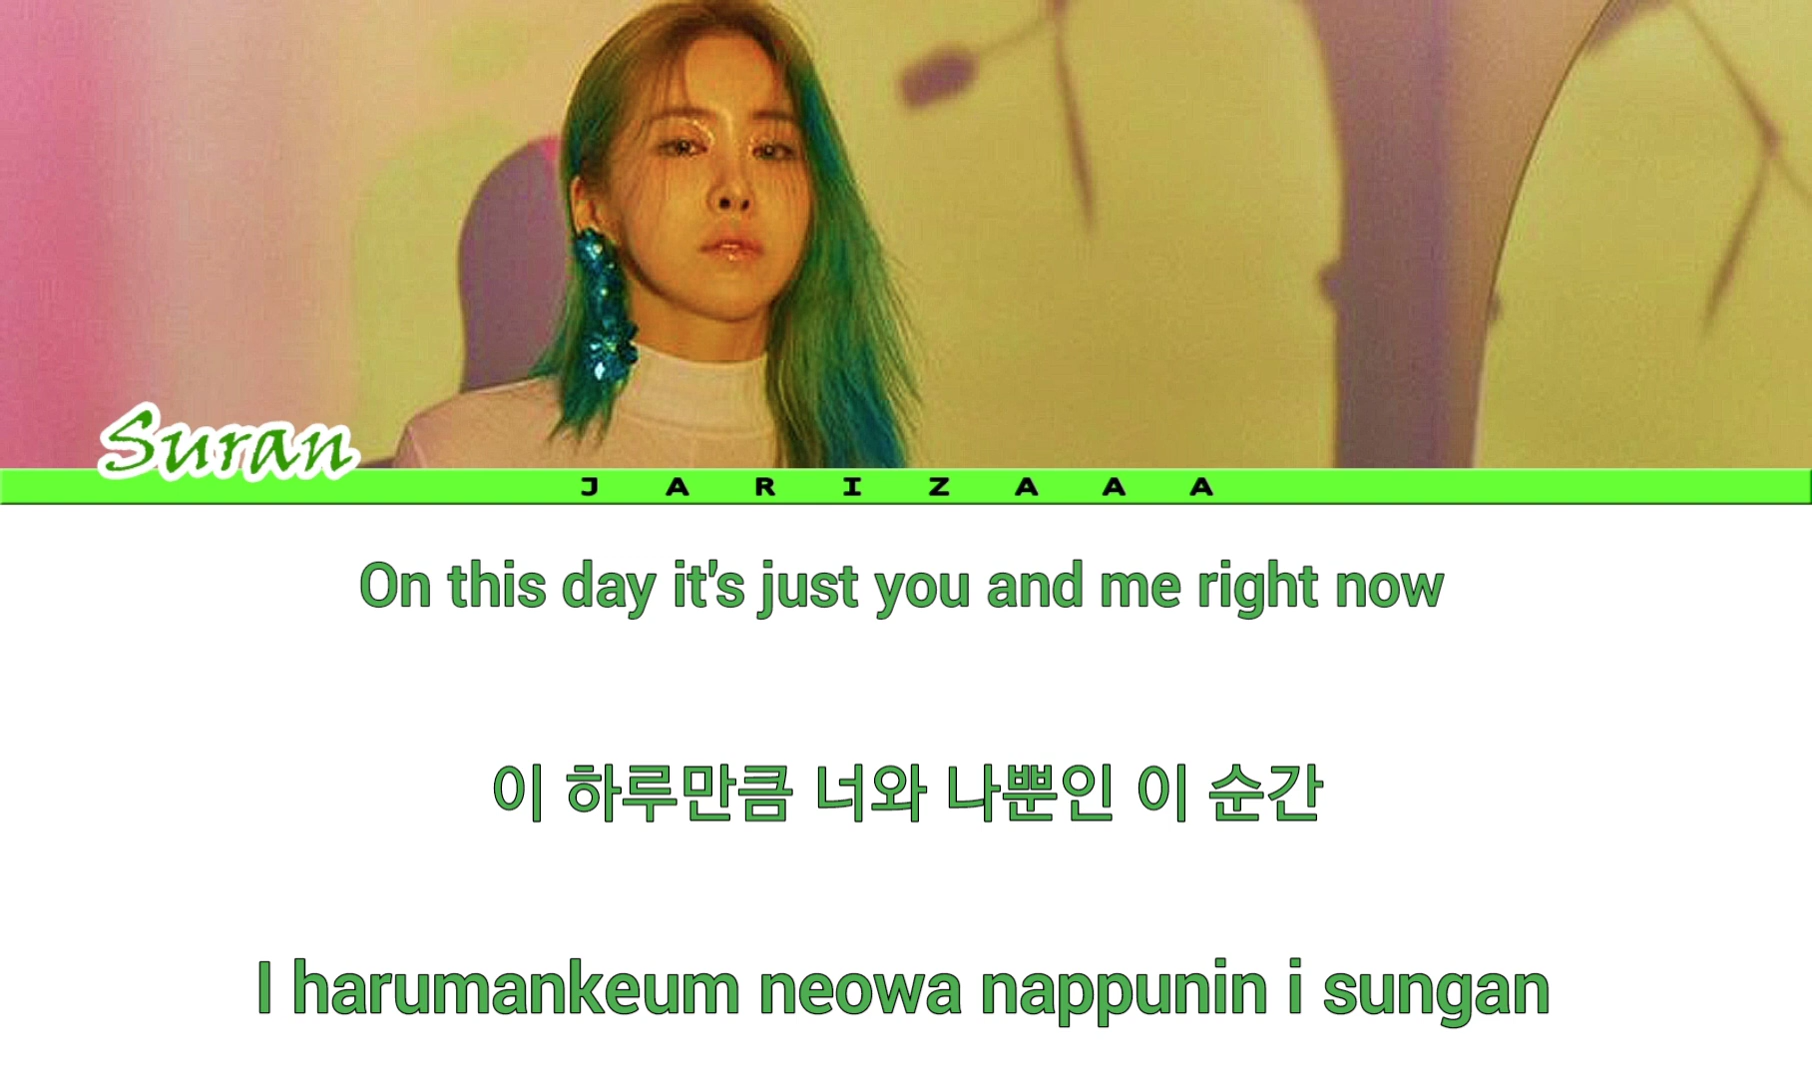 Suran
JARIZAAA
On this day it's just you and me right now
이 하루만큼 너와 나뿐인 이 순간
I harumankeum neowa nappunin i sungan